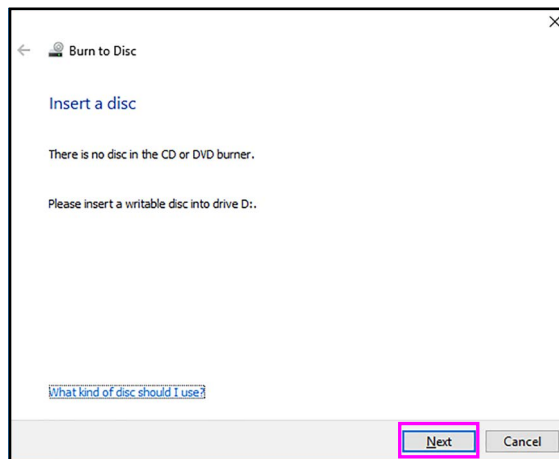 Burn to Disc
Insert a disc
There is no disc in the CD or DVD burner.
Please insert a writable disc into drive D:.
What kind of disc should I use?
Next
Cancel